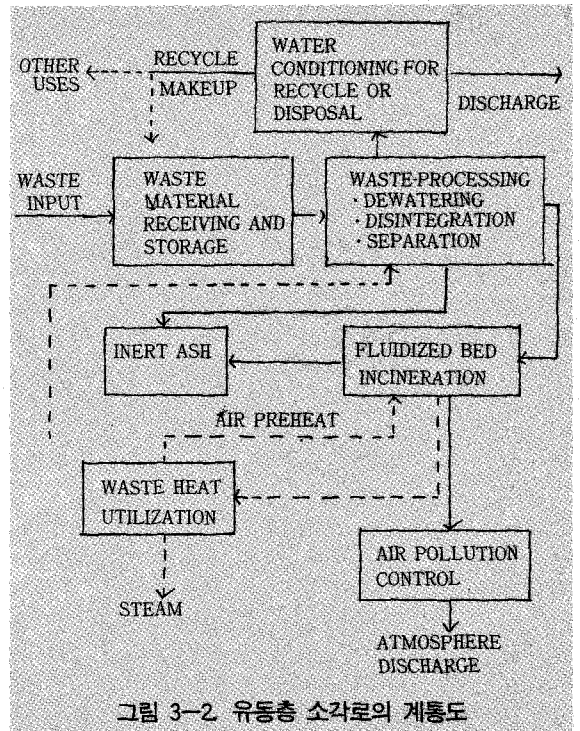 WATER
CONDITIONING FOR
RECYCLE OR
DISPOSAL
RECYCLE
MAKEUP
OTHER
USES
DISCHARGE
WASTE
INPUT
WASTE
MATERIAL
RECEIVING AND
STORAGE
WASTE-PROCESSING
· DEWATERING
· DISINTEGRATION
· SEPARATION
INERT ASH
FLUIDIZED BED
INCINERATION
AIR PREHEAT
WASTE HEAT
UTILIZATION
AIR POLLUTION
CONTROL
STEAM
ATMOSPHERE
DISCHARGE
그림 3-2. 유동층 소각로의 계통도